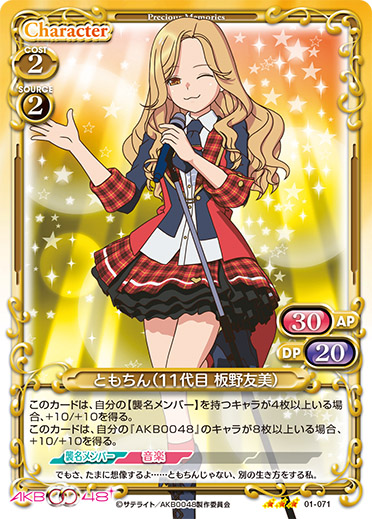 Precious Memories
Character
COST
2
SOURCE
2
30 AP
DP 20
ともちん(11代目 板野友美)
このカードは、自分の【襲名メンバー】を持つキャラが4枚以上いる場
合、+10/+10を得る。
このカードは、自分の『AKB0048』のキャラが8枚以上いる場合、
+10/+10を得る。
襲名メンバー 音楽
でもさ、たまに想像するよ……ともちんじゃない、別の生き方をする私。
AKB0048
©サテライト/AKB0048製作委員会
01-071